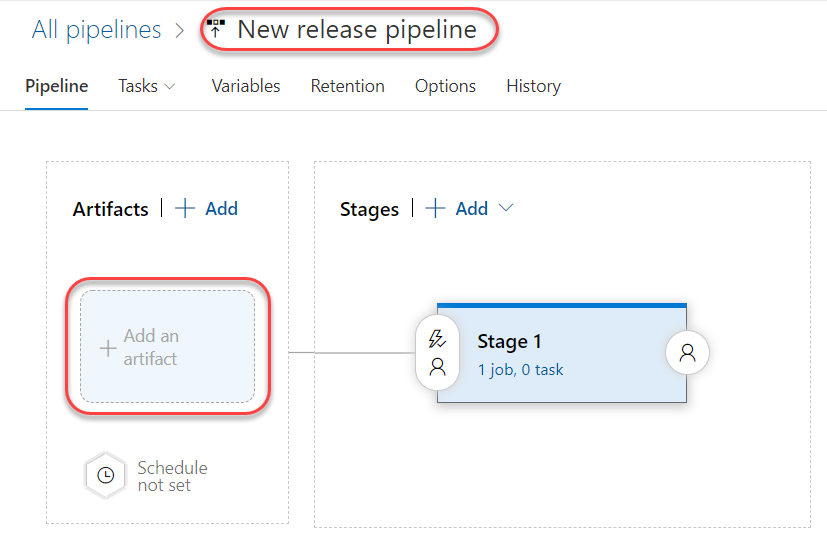 All pipelines > New release pipeline
Pipeline Tasks Variables Retention Options History
Artifacts | + Add
Stages | + Add
+ Add an
artifact
Stage 1
1 job, 0 task
Schedule
not set